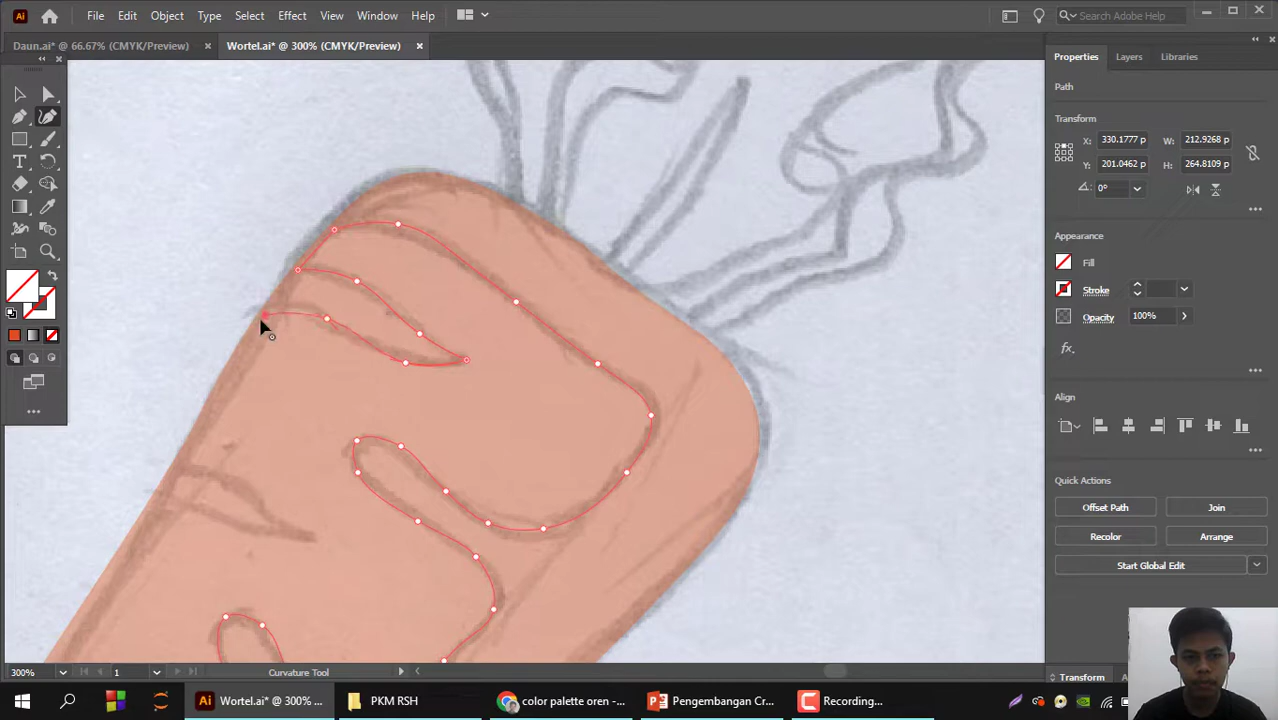 Ai
File Edit Object Type Select Effect View Window Help
Search Adobe Help
Daun.ai* @ 66.67% (CMYK/Preview) ×
Wortel.ai* @ 300% (CMYK/Preview) ×
Properties Layers Libraries
Path
Transform
X: 330.1777 p W: 212.9268 p
Y: 201.0462 p H: 264.8109 p
0°
Appearance
Fill
Stroke
Opacity 100%
fx.
Align
Quick Actions
Offset Path Join
Recolor Arrange
Start Global Edit
300% 1 Curvature Tool
Transform
Ai Wortel.ai* @ 300% ...
PKM RSH
color palette oren -...
Pengembangan Cr...
Recording...